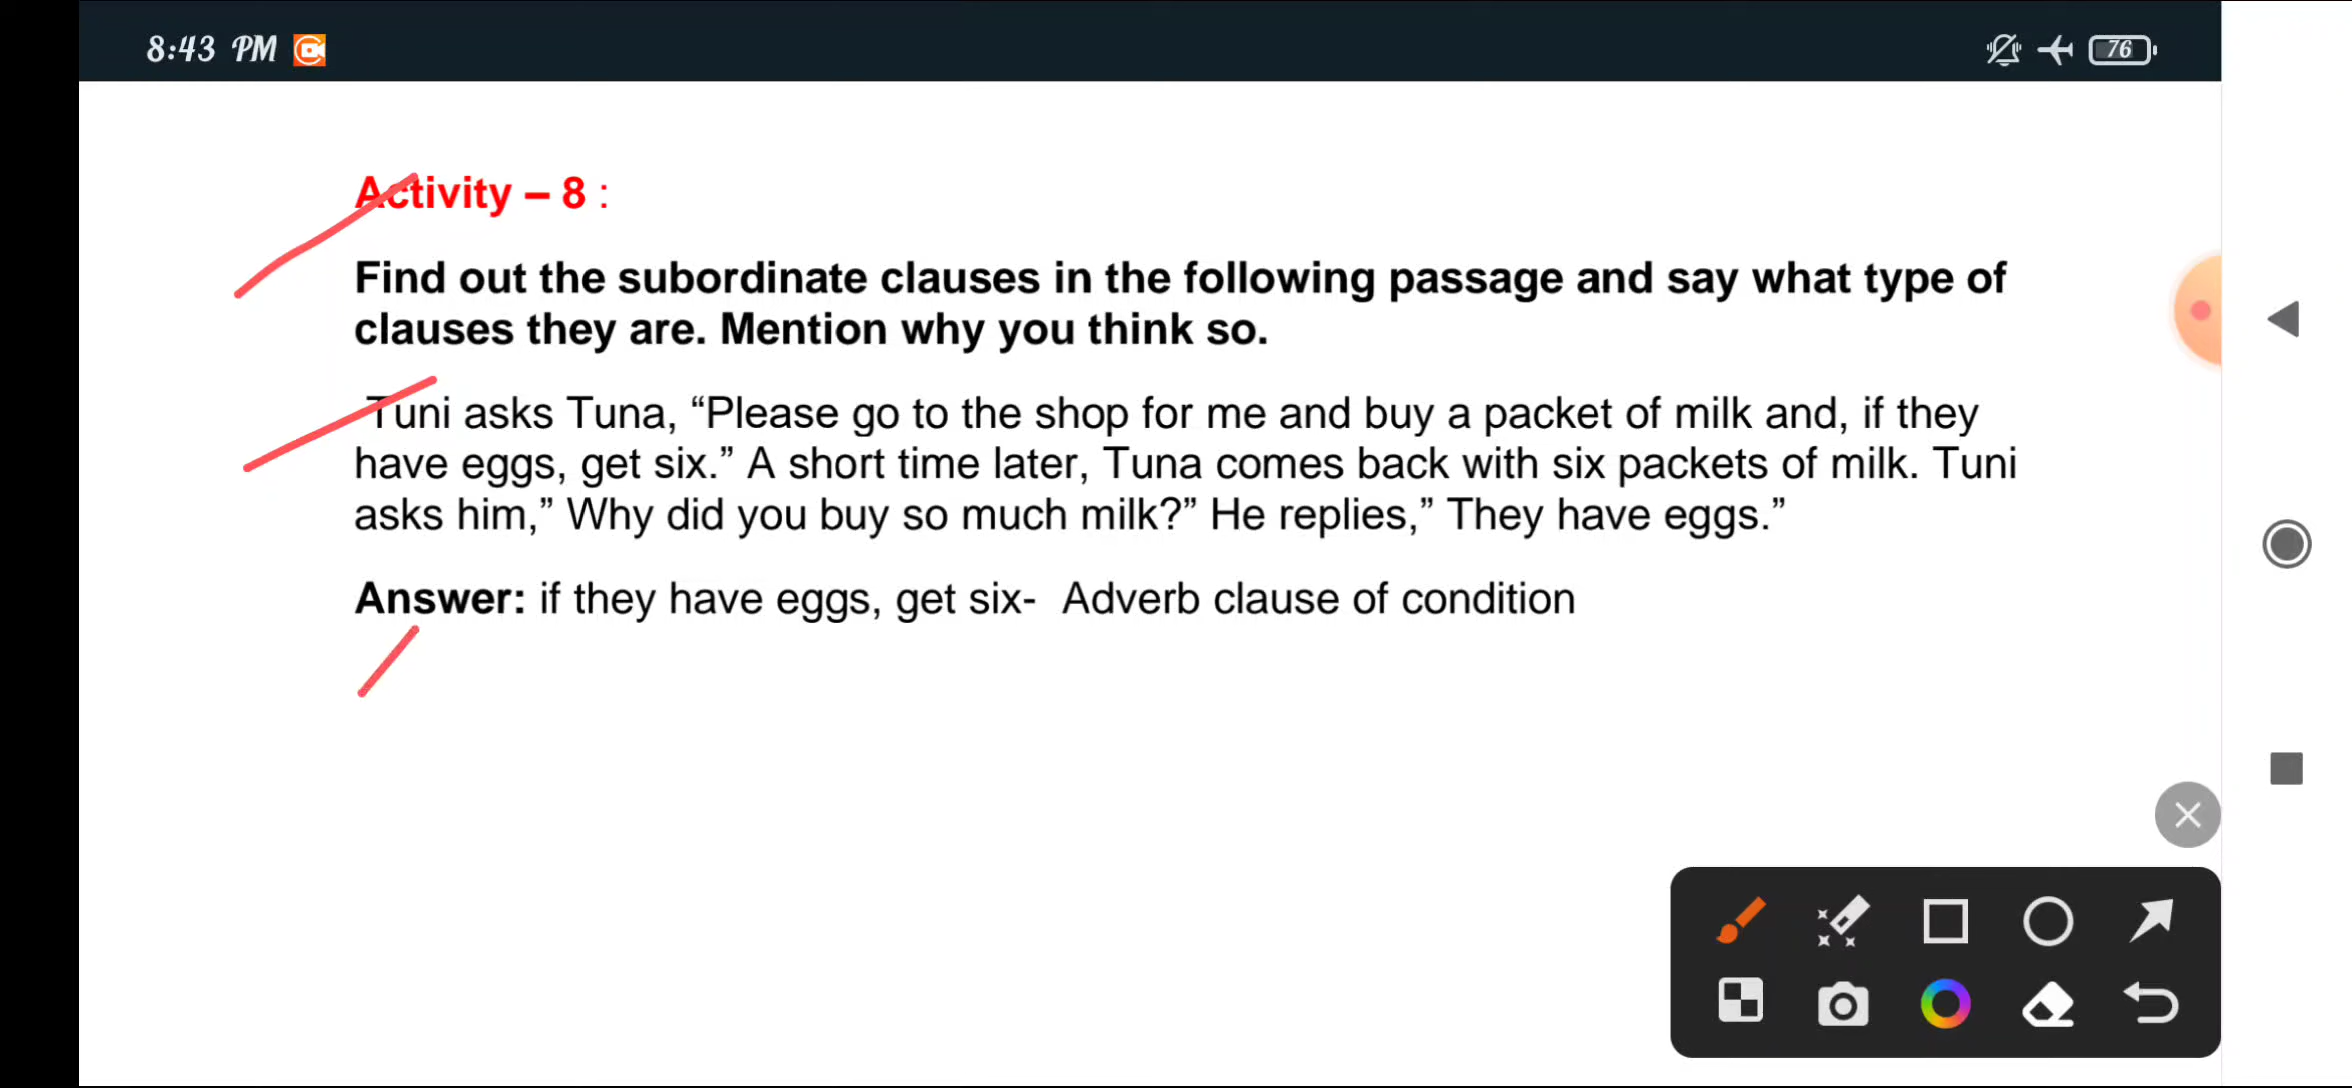 8:43 PM
76
Activity – 8 :
Find out the subordinate clauses in the following passage and say what type of
clauses they are. Mention why you think so.
Tuni asks Tuna, “Please go to the shop for me and buy a packet of milk and, if they
have eggs, get six.” A short time later, Tuna comes back with six packets of milk. Tuni
asks him,” Why did you buy so much milk?” He replies,” They have eggs.”
Answer: if they have eggs, get six- Adverb clause of condition